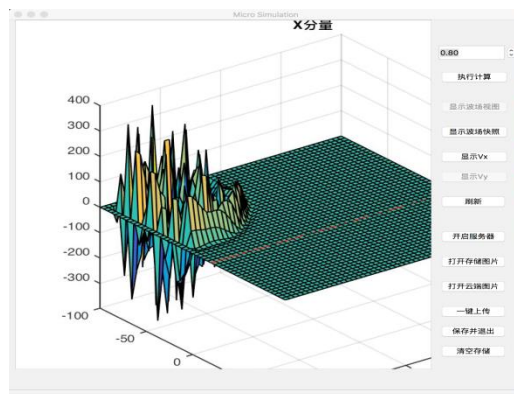 Micro Simulation
X分量
0.80
执行计算
显示波场视图
显示波场快照
显示Vx
显示Vy
刷新
开启服务器
打开存储图片
打开云端图片
一键上传
保存并退出
清空存储
400
300
200
100
0
-100
-200
-300
-100
-50
0